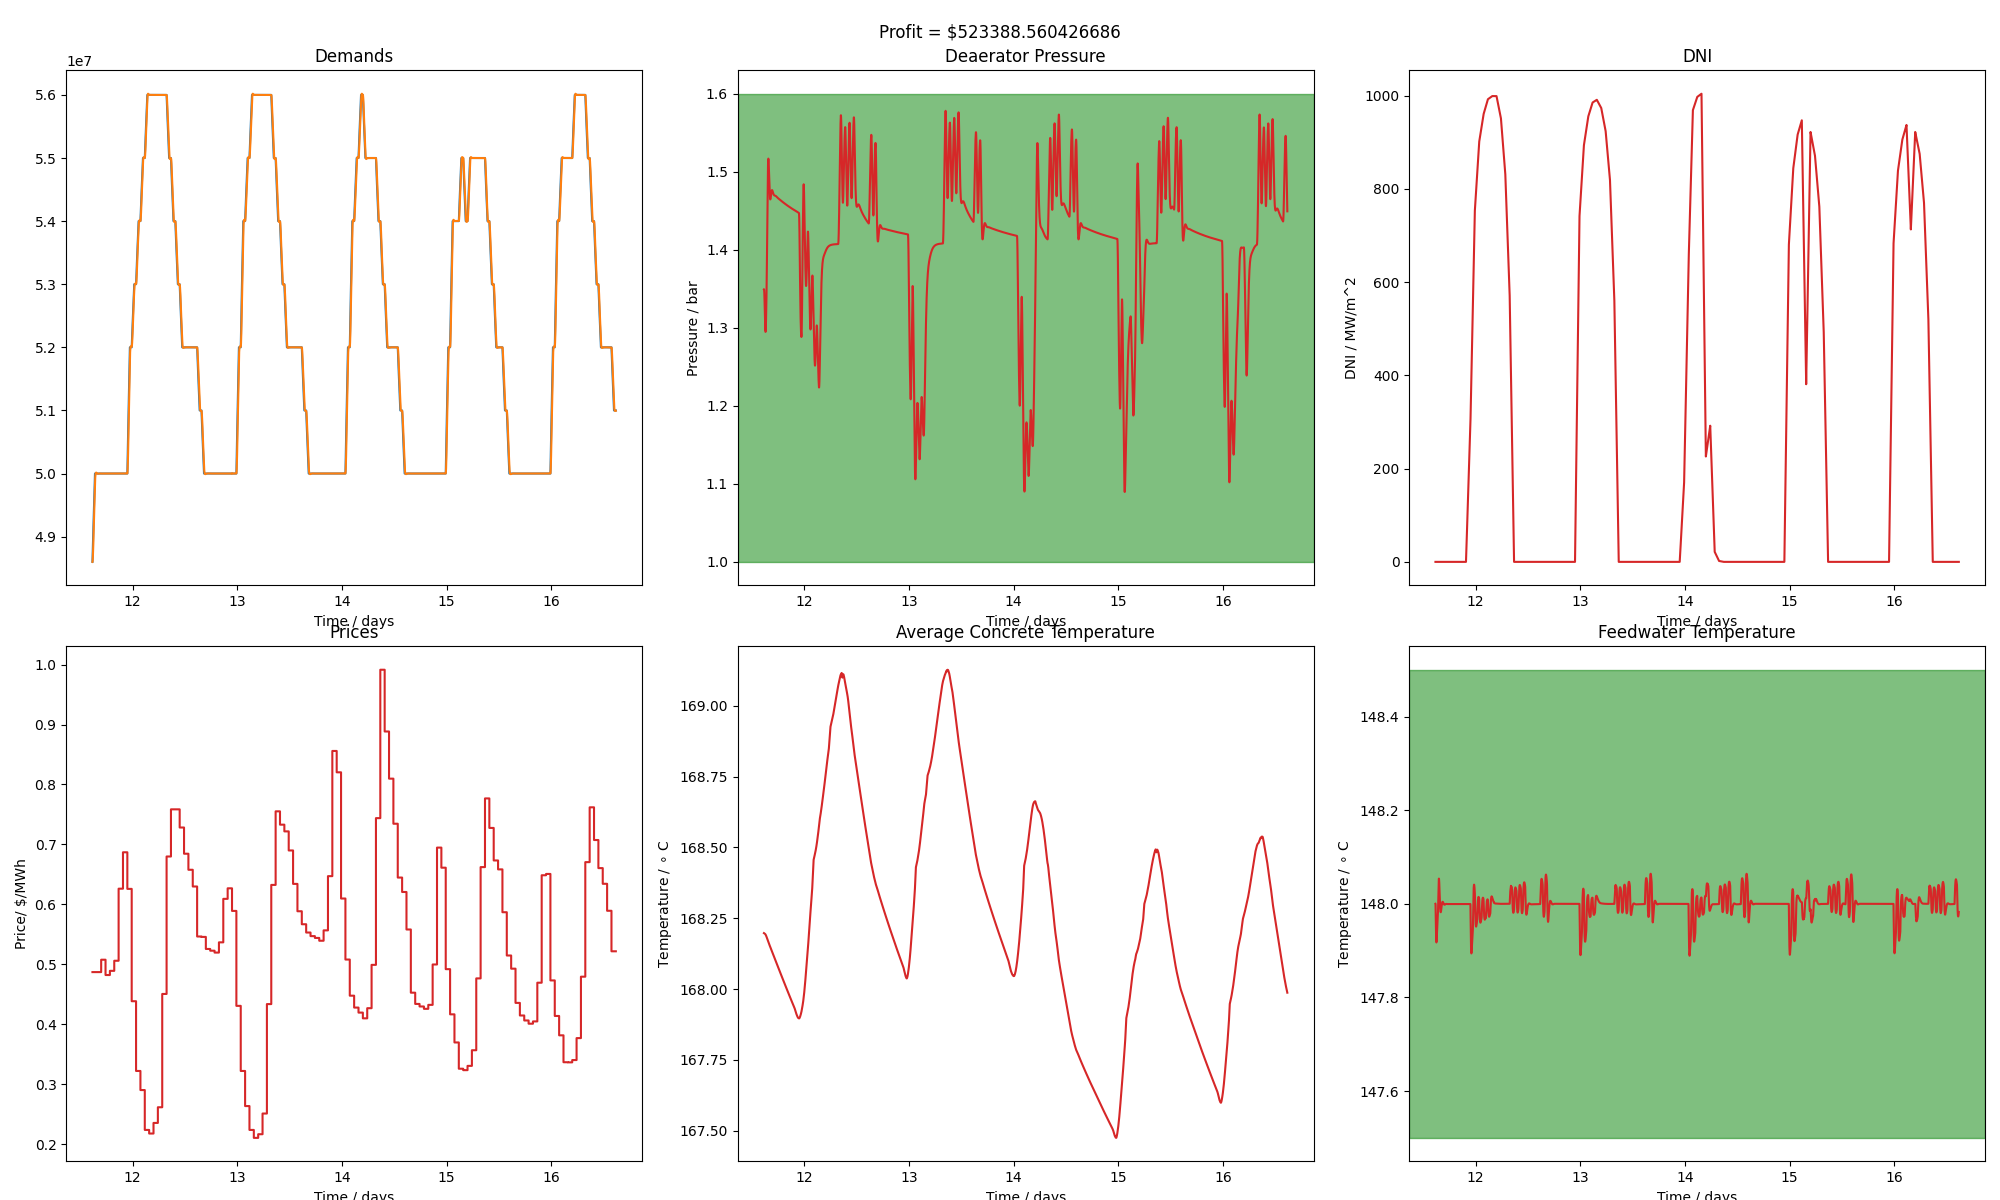 Profit = $523388.560426686
Demands
1e7
5.6
5.5
5.4
5.3
5.2
5.1
5.0
4.9
12 13 14 15 16
Time / days
Deaerator Pressure
Pressure / bar
1.6
1.5
1.4
1.3
1.2
1.1
1.0
12 13 14 15 16
Time / days
DNI
DNI / MW/m^2
1000
800
600
400
200
0
12 13 14 15 16
Time / days
Prices
Price/ $/MWh
1.0
0.9
0.8
0.7
0.6
0.5
0.4
0.3
0.2
12 13 14 15 16
Time / days
Average Concrete Temperature
Temperature / ∘ C
169.00
168.75
168.50
168.25
168.00
167.75
167.50
12 13 14 15 16
Time / days
Feedwater Temperature
Temperature / ∘ C
148.4
148.2
148.0
147.8
147.6
12 13 14 15 16
Time / days